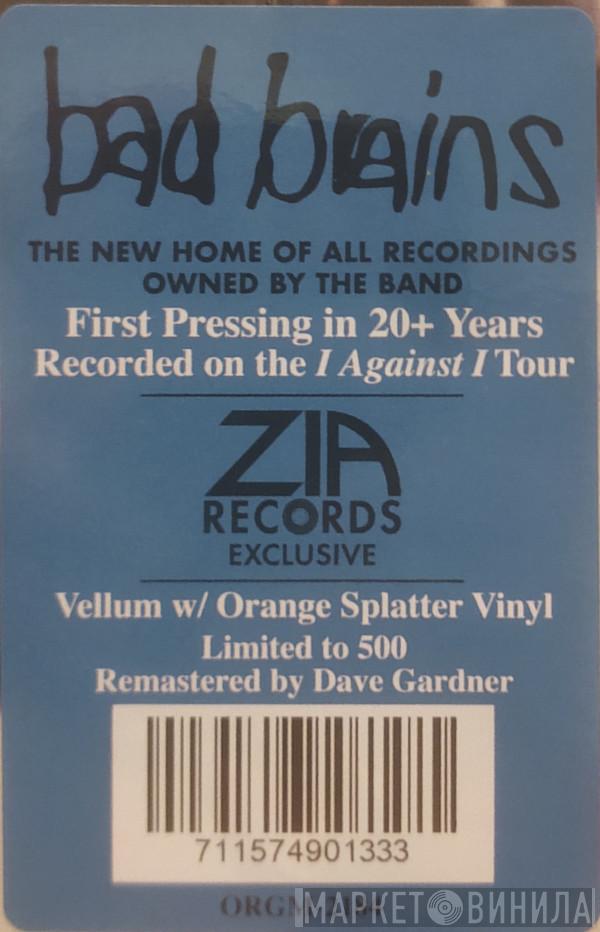 bad brains
THE NEW HOME OF ALL RECORDINGS
OWNED BY THE BAND
First Pressing in 20+ Years
Recorded on the I Against I Tour
ZIA
RECORDS
EXCLUSIVE
Vellum w/ Orange Splatter Vinyl
Limited to 500
Remastered by Dave Gardner
711574901333
МАРКЕТ ВИНИЛА